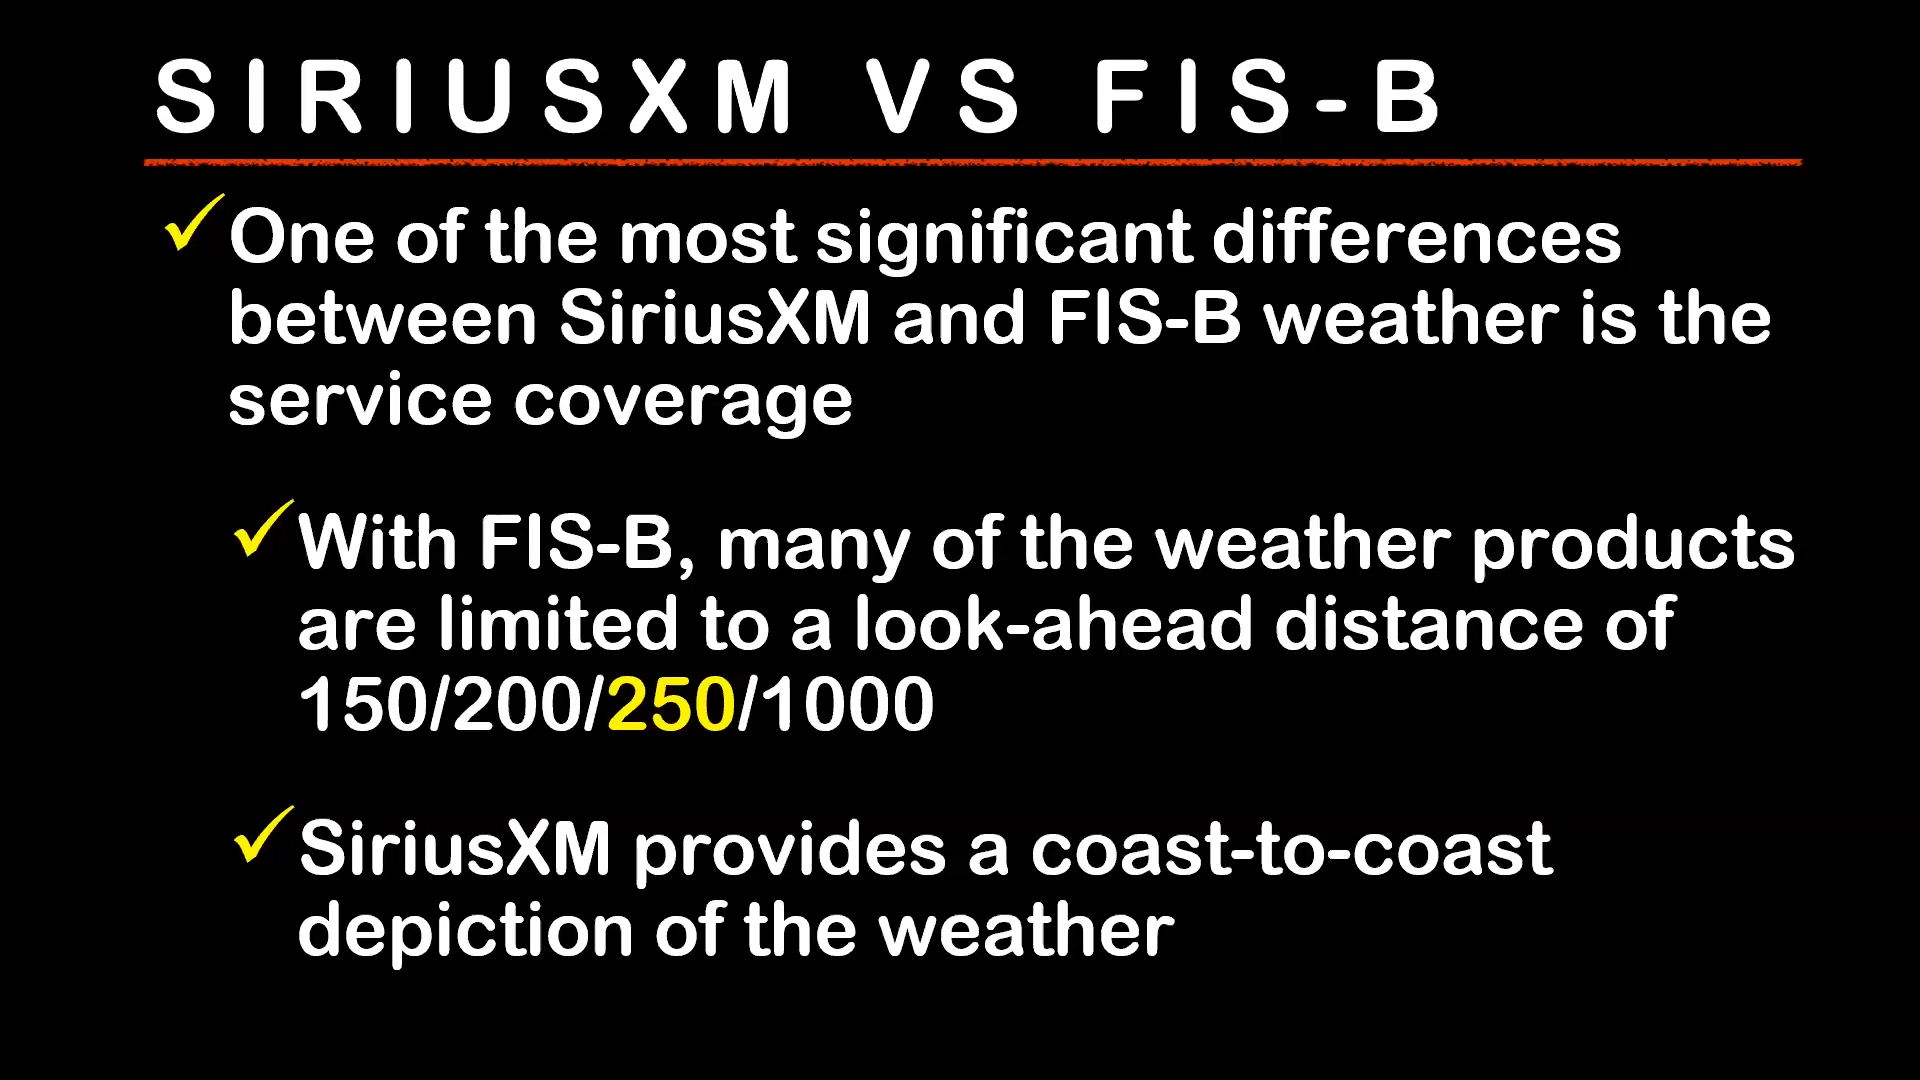 SIRIUSXM VS FIS-B
One of the most significant differences
between SiriusXM and FIS-B weather is the
service coverage
With FIS-B, many of the weather products
are limited to a look-ahead distance of
150/200/250/1000
SiriusXM provides a coast-to-coast
depiction of the weather